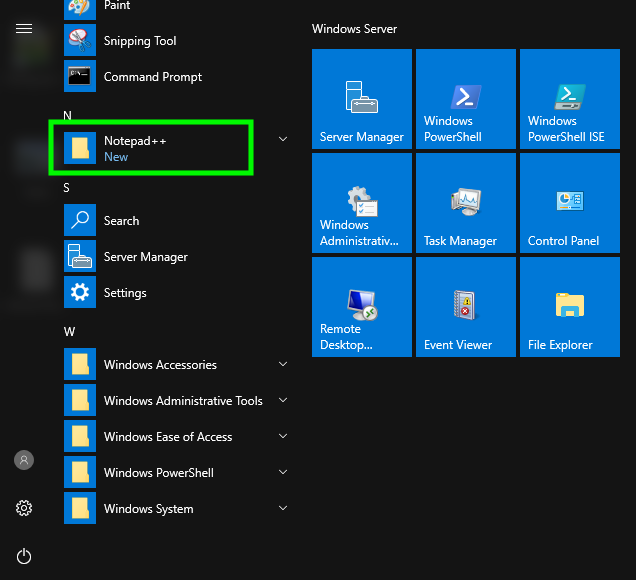 Paint
Snipping Tool
Command Prompt
N
Notepad++
New
S
Search
Server Manager
Settings
W
Windows Accessories
Windows Administrative Tools
Windows Ease of Access
Windows PowerShell
Windows System
Windows Server
Server Manager
Windows
PowerShell
Windows
PowerShell ISE
Windows
Administrativ...
Task Manager
Control Panel
Remote
Desktop...
Event Viewer
File Explorer